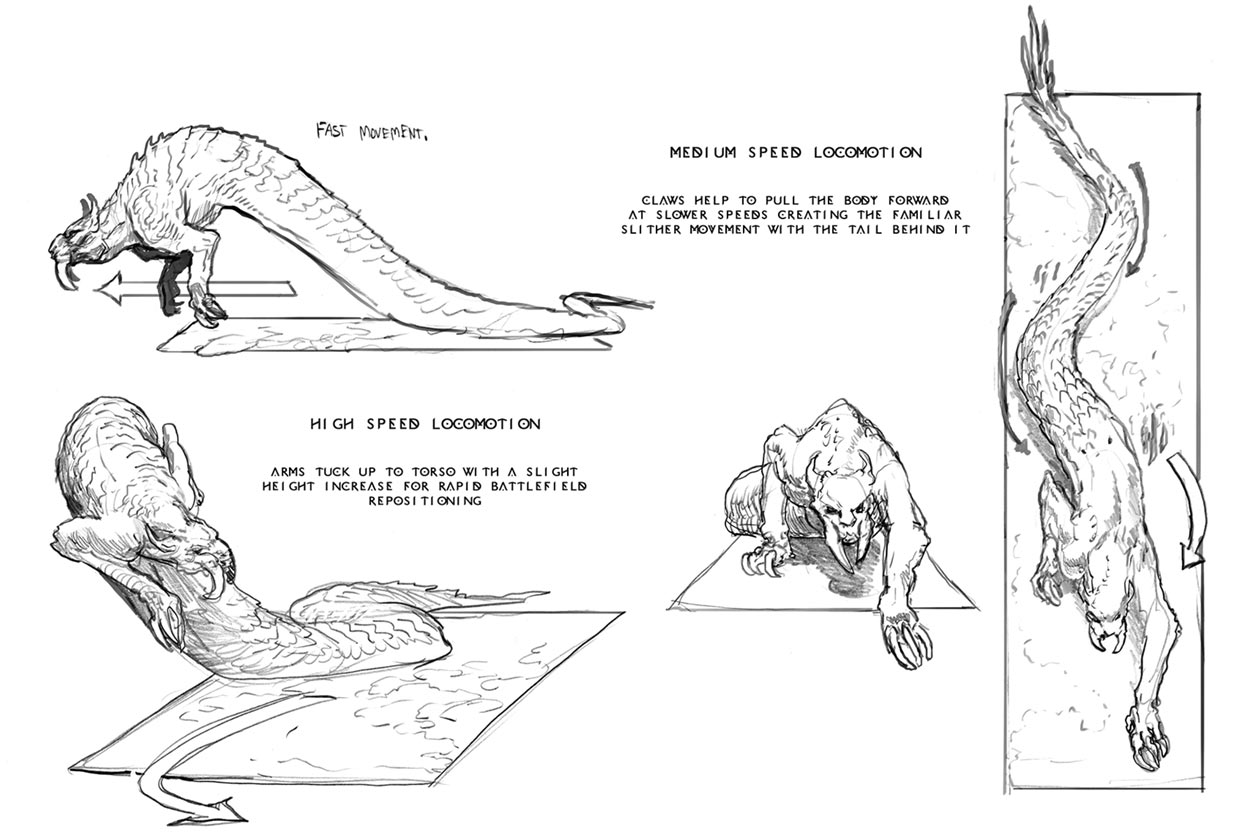 FAST MOVEMENT.
MEDIUM SPEED LOCOMOTION
CLAWS HELP TO PULL THE BODY FORWARD
AT SLOWER SPEEDS CREATING THE FAMILIAR
SLITHER MOVEMENT WITH THE TAIL BEHIND IT
HIGH SPEED LOCOMOTION
ARMS TUCK UP TO TORSO WITH A SLIGHT
HEIGHT INCREASE FOR RAPID BATTLEFIELD
REPOSITIONING